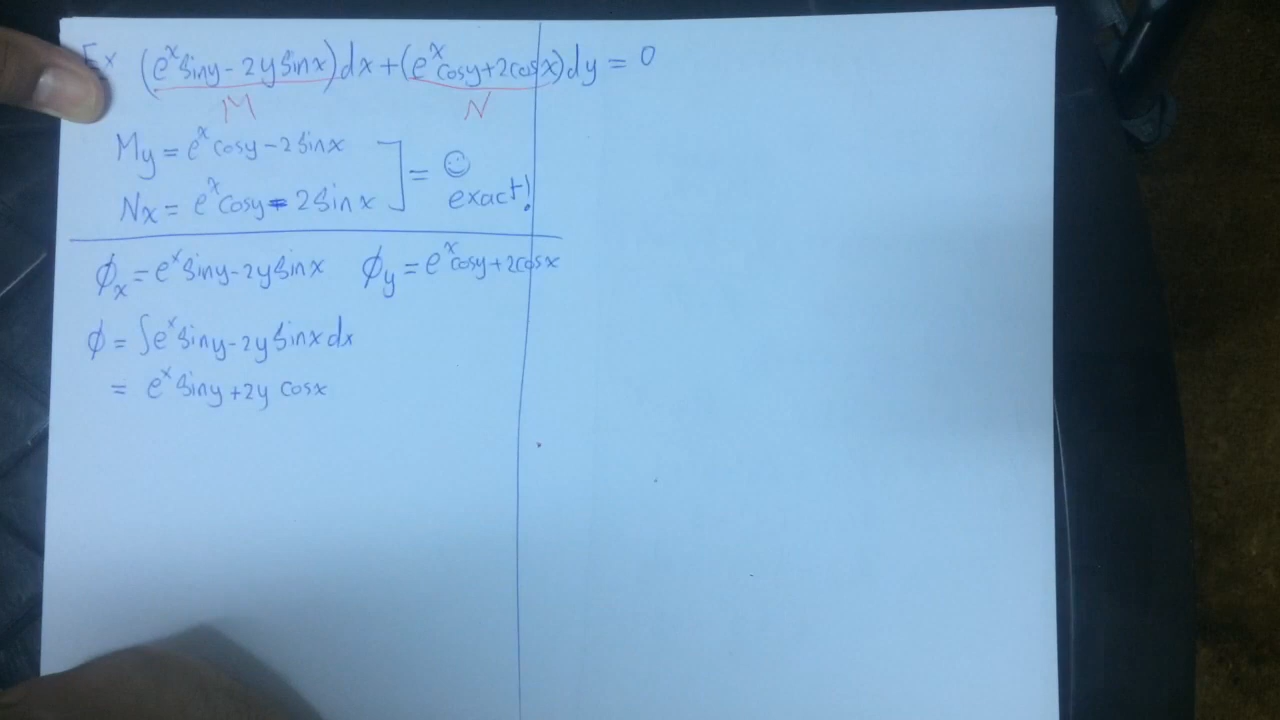 Ex (e^x siny - 2y sinx)dx + (e^x cosy + 2cosx)dy = 0
M N
My = e^x cosy - 2 sinx
Nx = e^x cosy - 2 sinx ] = ☺ exact!
ϕx = e^x siny - 2y sinx ϕy = e^x cosy + 2cosx
ϕ = ∫e^x siny - 2y sinx dx
= e^x siny + 2y cosx